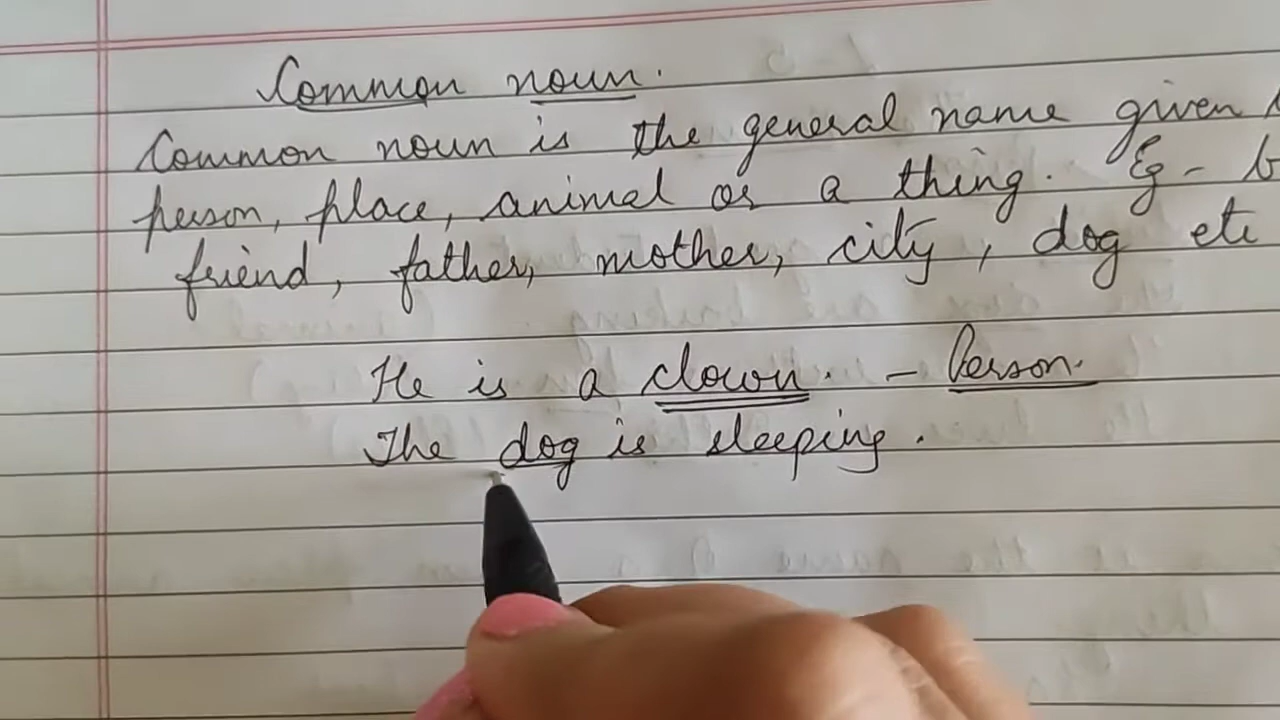 Common noun.
Common noun is the general name given
person, place, animal or a thing. Eg - b
friend, father, mother, city, dog etc
He is a clown. - Person.
The dog is sleeping.